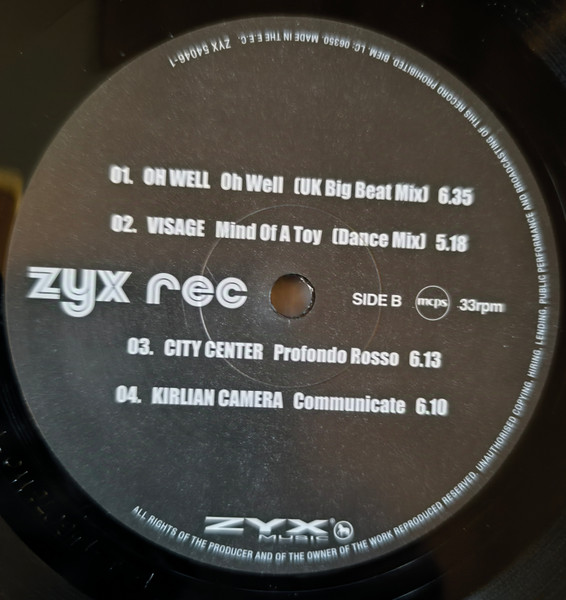 ZYX 54046-1
MADE IN THE E.E.C.
BIEM. LC: 06350.
UNAUTHORISED COPYING, HIRING, LENDING, PUBLIC PERFORMANCE AND BROADCASTING OF THIS RECORD PROHIBITED.
01. OH WELL Oh Well (UK Big Beat Mix) 6.35
02. VISAGE Mind Of A Toy (Dance Mix) 5.18
zyx rec SIDE B mcps 33rpm
03. CITY CENTER Profondo Rosso 6.13
04. KIRLIAN CAMERA Communicate 6.10
ZYX MUSIC
ALL RIGHTS OF THE PRODUCER AND OF THE OWNER OF THE WORK REPRODUCED RESERVED.